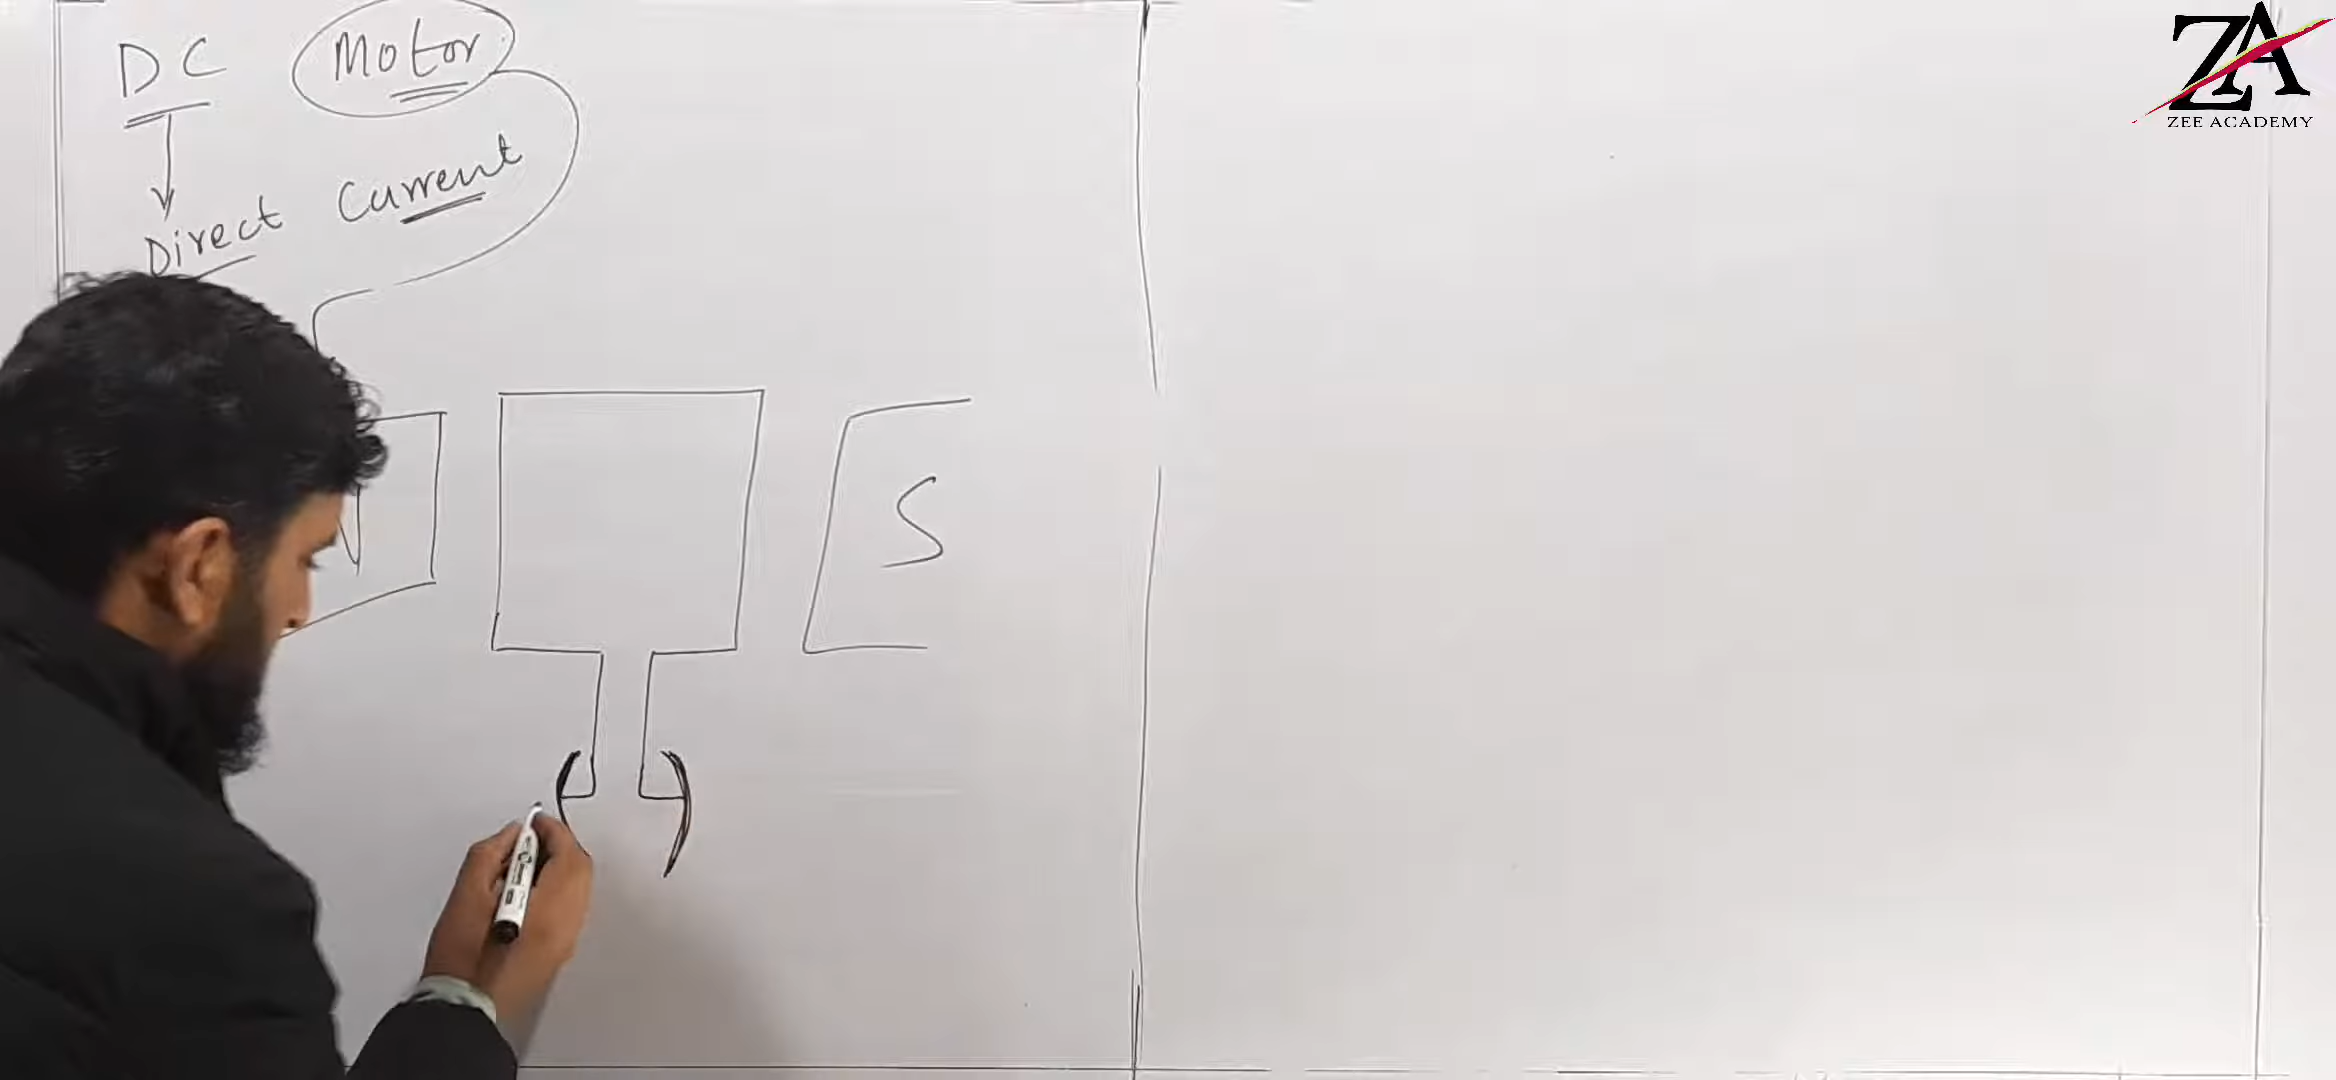 DC Motor
Direct Current
N S
ZA
ZEE ACADEMY